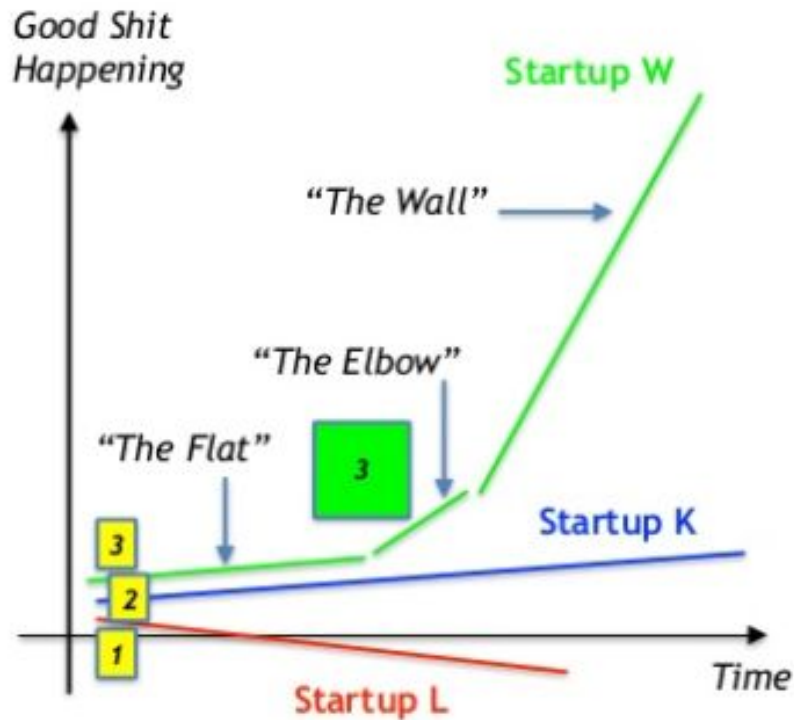 Good Shit
Happening
Startup W
“The Wall”
“The Elbow”
“The Flat”
3
Startup K
3
2
1
Time
Startup L